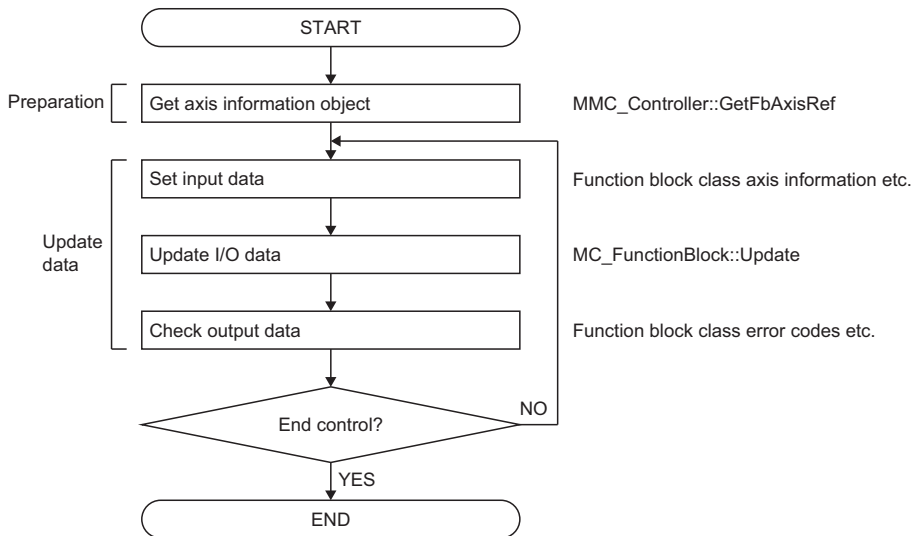 START
Preparation
Get axis information object
MMC_Controller::GetFbAxisRef
Set input data
Function block class axis information etc.
Update
data
Update I/O data
MC_FunctionBlock::Update
Check output data
Function block class error codes etc.
End control?
NO
YES
END